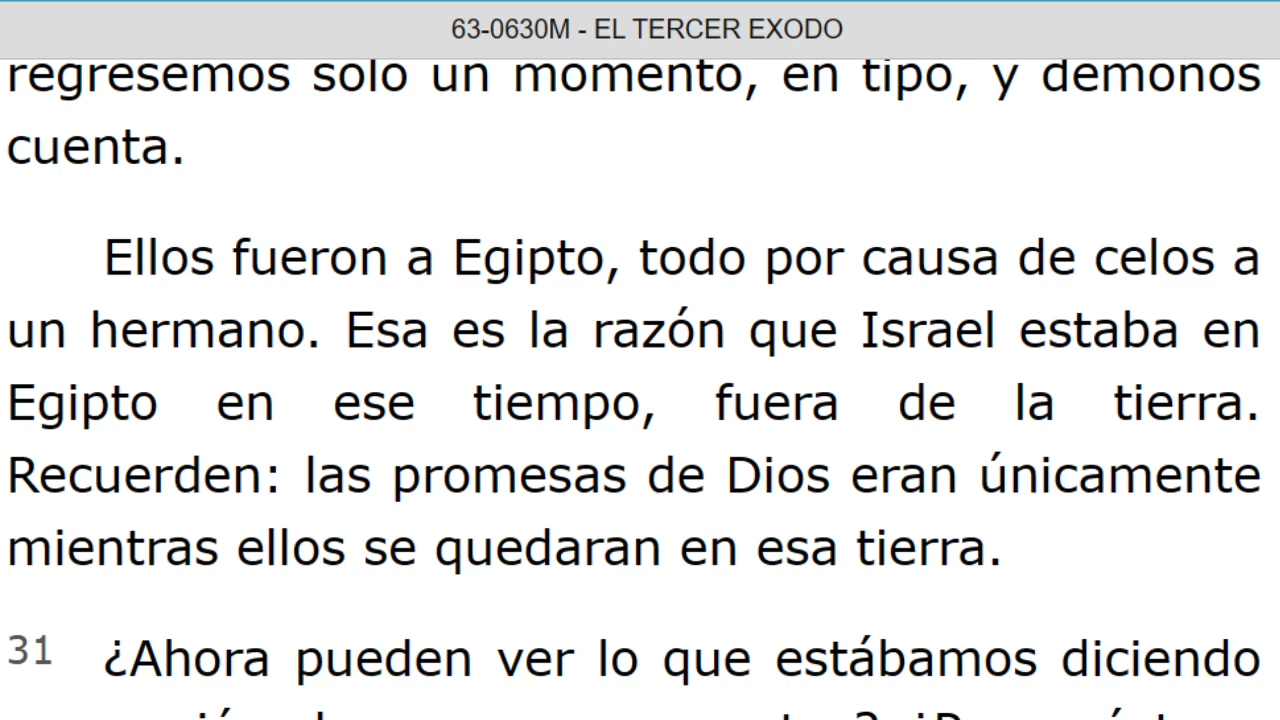 63-0630M - EL TERCER EXODO
regresemos solo un momento, en tipo, y demonos
cuenta.
Ellos fueron a Egipto, todo por causa de celos a
un hermano. Esa es la razón que Israel estaba en
Egipto en ese tiempo, fuera de la tierra.
Recuerden: las promesas de Dios eran únicamente
mientras ellos se quedaran en esa tierra.
31 ¿Ahora pueden ver lo que estábamos diciendo